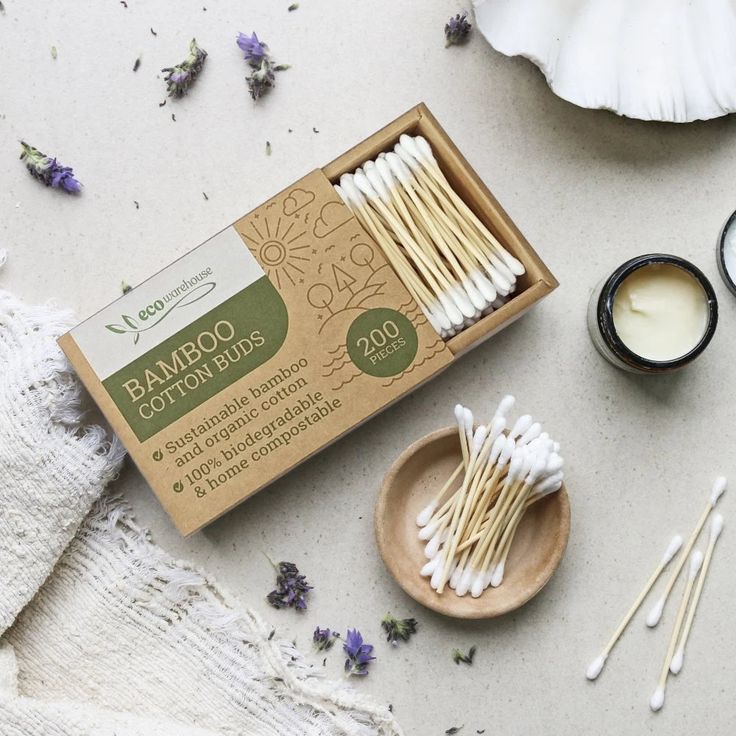 eco warehouse
BAMBOO
COTTON BUDS
Sustainable bamboo
and organic cotton
100% biodegradable
& home compostable
200
PIECES